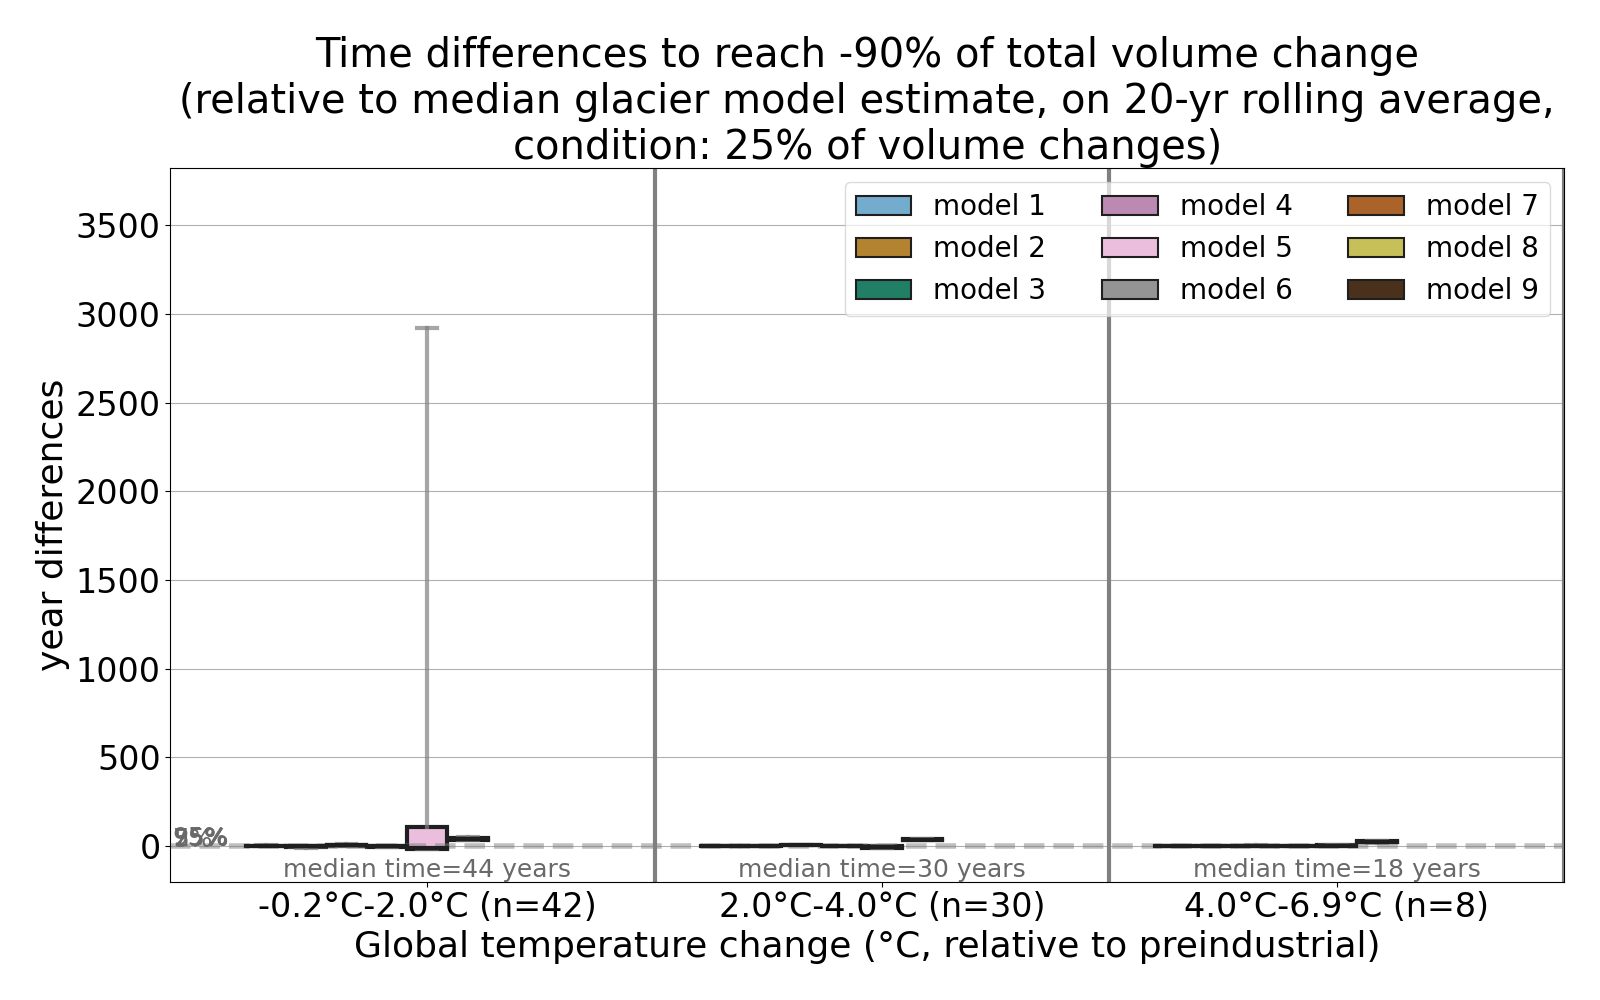 Time differences to reach -90% of total volume change
(relative to median glacier model estimate, on 20-yr rolling average,
condition: 25% of volume changes)
model 1
model 2
model 3
model 4
model 5
model 6
model 7
model 8
model 9
year differences
3500
3000
2500
2000
1500
1000
500
0
median time=44 years
median time=30 years
median time=18 years
-0.2°C-2.0°C (n=42)
2.0°C-4.0°C (n=30)
4.0°C-6.9°C (n=8)
Global temperature change (°C, relative to preindustrial)